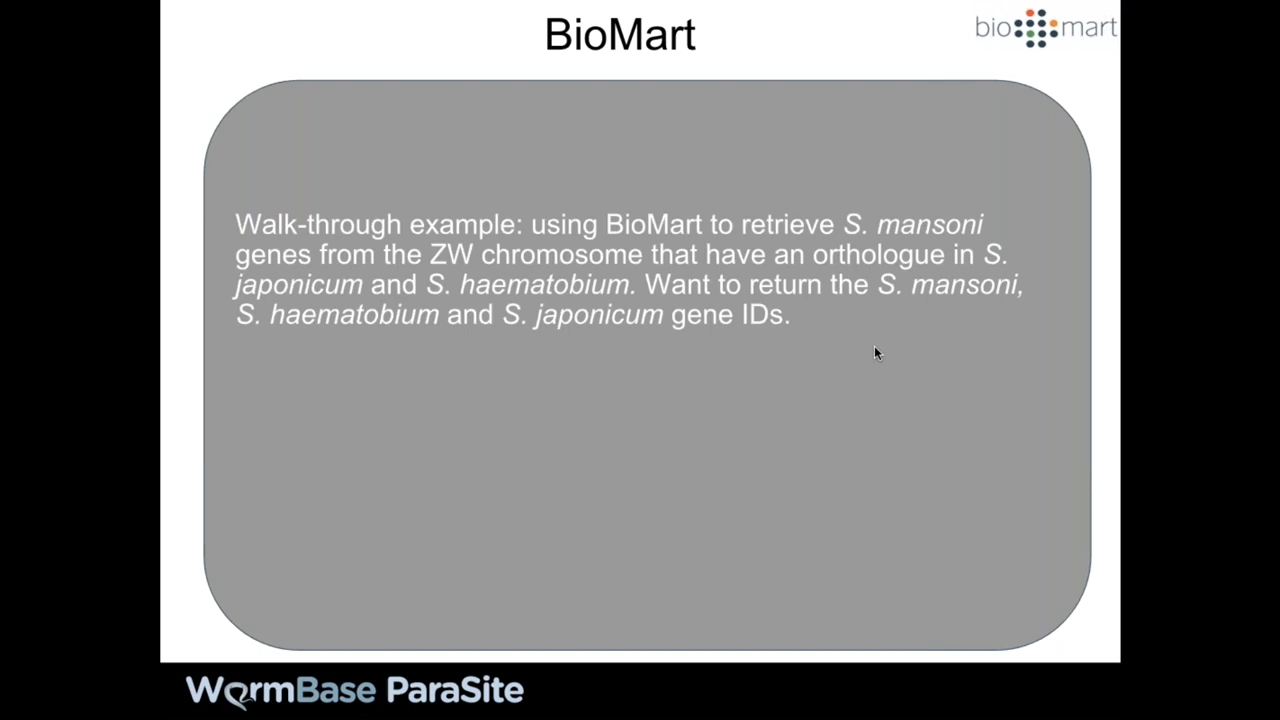 BioMart
bio mart
Walk-through example: using BioMart to retrieve S. mansoni
genes from the ZW chromosome that have an orthologue in S.
japonicum and S. haematobium. Want to return the S. mansoni,
S. haematobium and S. japonicum gene IDs.
WormBase ParaSite